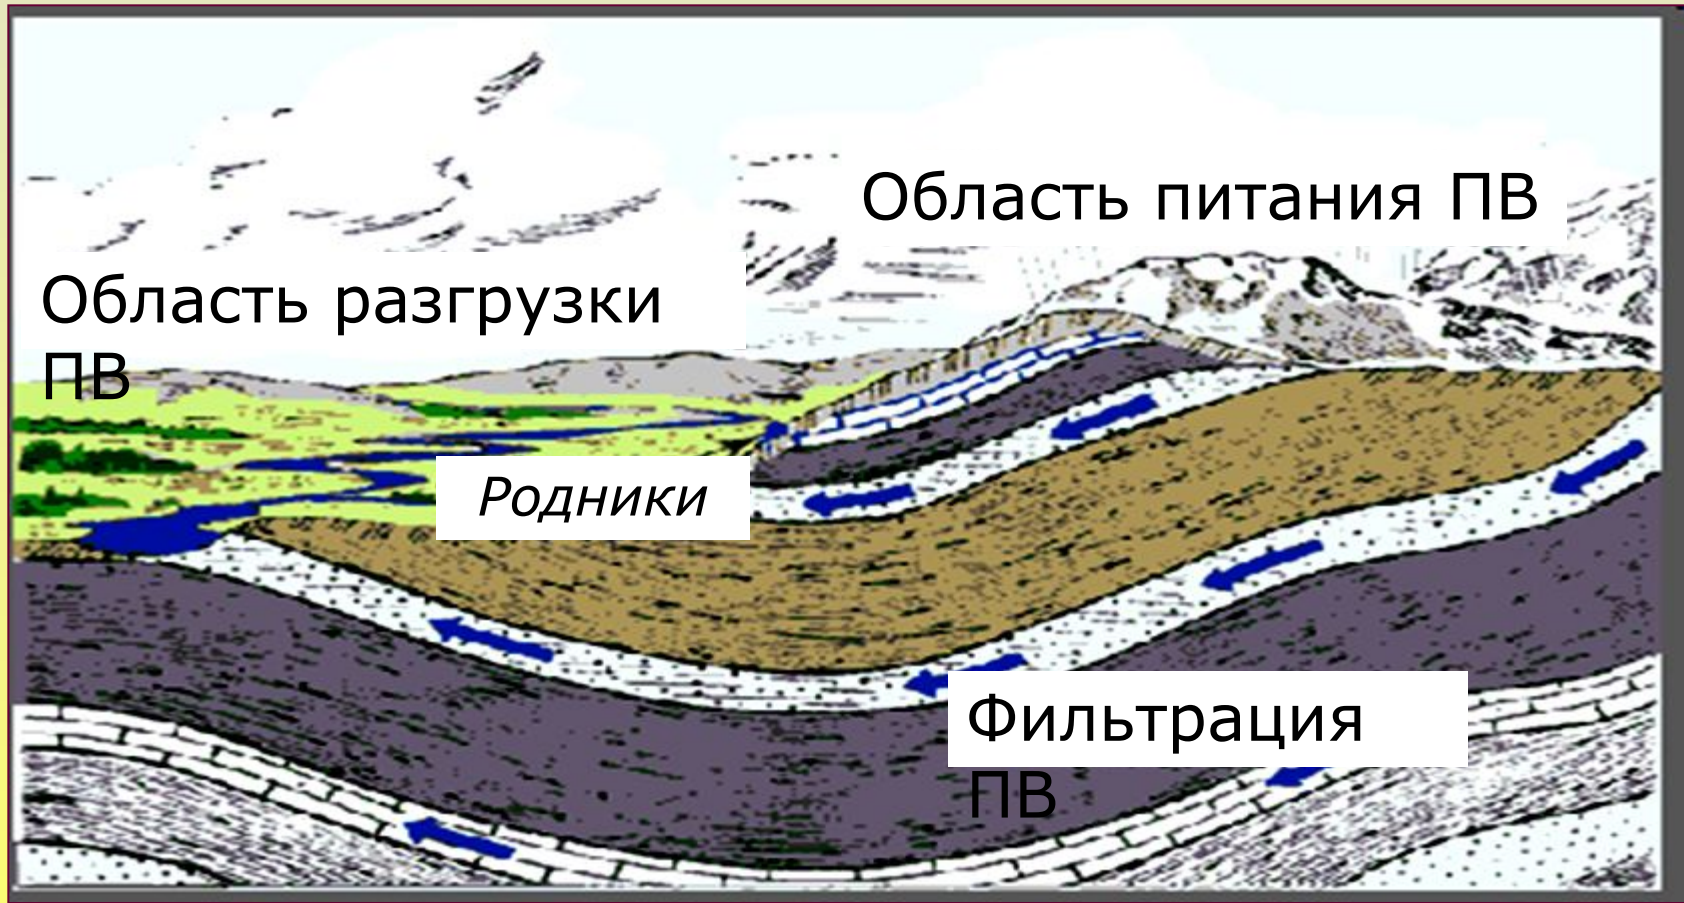 Область питания ПВ
Область разгрузки
ПВ
Родники
Фильтрация
ПВ